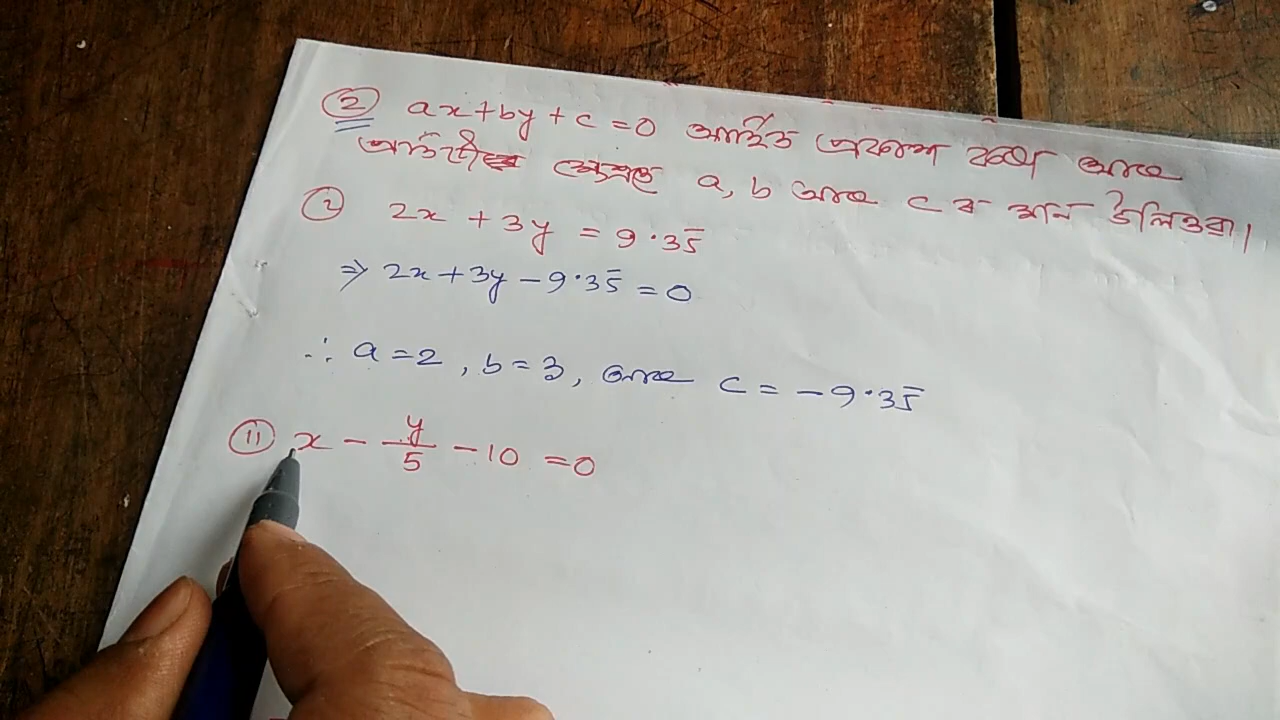 ② ax+by+c=0 আৰ্হিত প্ৰকাশ কৰা আৰু
প্ৰতিটোৰ ক্ষেত্ৰত a, b আৰু c ৰ মান উলিওৱা।
① 2x + 3y = 9.35̅
⇒ 2x+3y-9.35̅ = 0
∴ a=2, b=3, আৰু c = -9.35̅
ⓘⓘ x - y/5 - 10 = 0